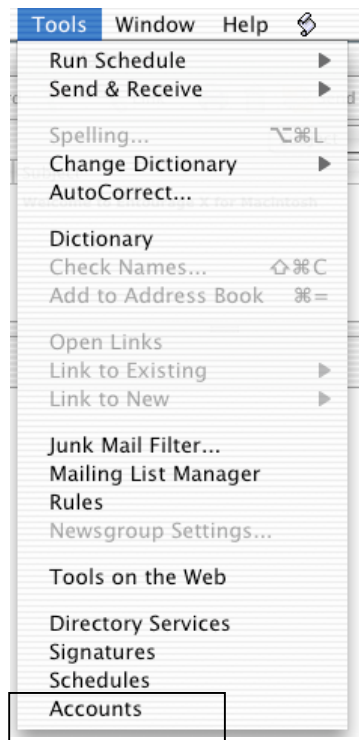 Tools Window Help
Run Schedule ▶
Send & Receive ▶
Spelling... ⌥⌘L
Change Dictionary ▶
AutoCorrect...
Dictionary
Check Names... ⇧⌘C
Add to Address Book ⌘=
Open Links
Link to Existing ▶
Link to New ▶
Junk Mail Filter...
Mailing List Manager
Rules
Newsgroup Settings...
Tools on the Web
Directory Services
Signatures
Schedules
Accounts